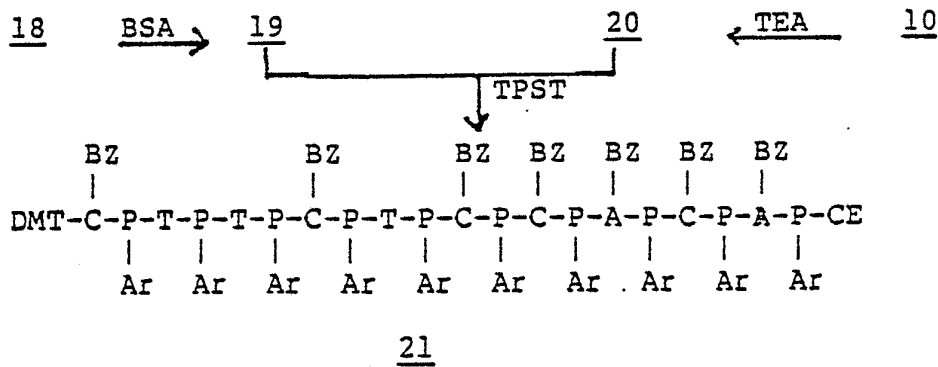 18 BSA 19 20 TEA 10
TPST
Bz Bz Bz Bz Bz Bz Bz
DMT-C-P-T-P-T-P-C-P-T-P-C-P-C-P-A-P-C-P-A-P-CE
Ar Ar Ar Ar Ar Ar Ar Ar Ar Ar
21